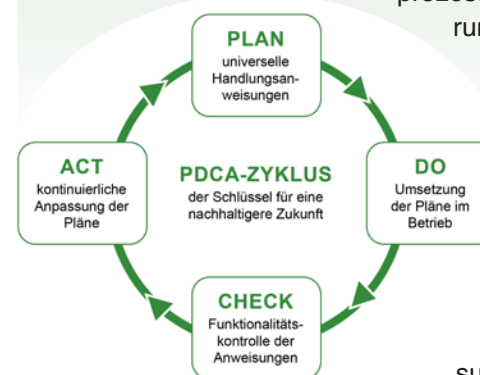 PLAN
universelle
Handlungsan-
weisungen
ACT
kontinuierliche
Anpassung der
Pläne
PDCA-ZYKLUS
der Schlüssel für eine
nachhaltigere Zukunft
DO
Umsetzung
der Pläne im
Betrieb
CHECK
Funktionalitäts-
kontrolle der
Anweisungen